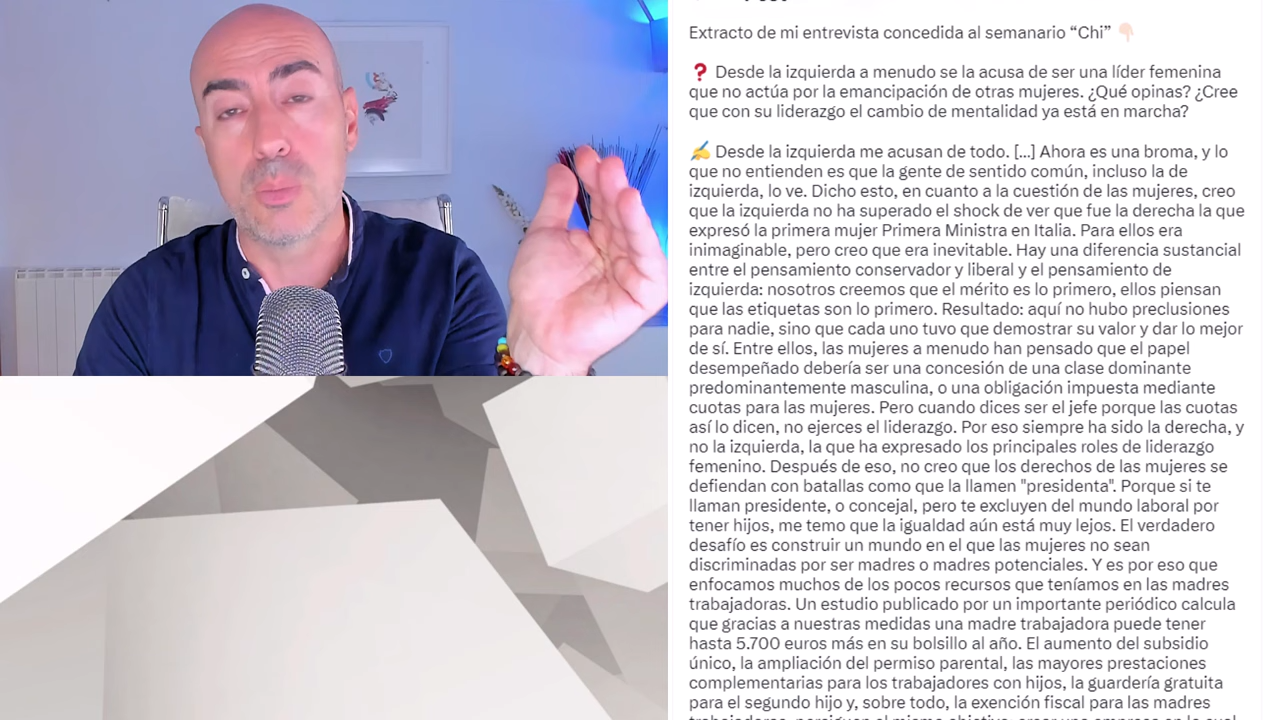 Extracto de mi entrevista concedida al semanario “Chi” 👇🏻
❓ Desde la izquierda a menudo se la acusa de ser una líder femenina
que no actúa por la emancipación de otras mujeres. ¿Qué opinas? ¿Cree
que con su liderazgo el cambio de mentalidad ya está en marcha?
✍️ Desde la izquierda me acusan de todo. [...] Ahora es una broma, y lo
que no entienden es que la gente de sentido común, incluso la de
izquierda, lo ve. Dicho esto, en cuanto a la cuestión de las mujeres, creo
que la izquierda no ha superado el shock de ver que fue la derecha la que
expresó la primera mujer Primera Ministra en Italia. Para ellos era
inimaginable, pero creo que era inevitable. Hay una diferencia sustancial
entre el pensamiento conservador y liberal y el pensamiento de
izquierda: nosotros creemos que el mérito es lo primero, ellos piensan
que las etiquetas son lo primero. Resultado: aquí no hubo preclusiones
para nadie, sino que cada uno tuvo que demostrar su valor y dar lo mejor
de sí. Entre ellos, las mujeres a menudo han pensado que el papel
desempeñado debería ser una concesión de una clase dominante
predominantemente masculina, o una obligación impuesta mediante
cuotas para las mujeres. Pero cuando dices ser el jefe porque las cuotas
así lo dicen, no ejerces el liderazgo. Por eso siempre ha sido la derecha, y
no la izquierda, la que ha expresado los principales roles de liderazgo
femenino. Después de eso, no creo que los derechos de las mujeres se
defiendan con batallas como que la llamen "presidenta". Porque si te
llaman presidente, o concejal, pero te excluyen del mundo laboral por
tener hijos, me temo que la igualdad aún está muy lejos. El verdadero
desafío es construir un mundo en el que las mujeres no sean
discriminadas por ser madres o madres potenciales. Y es por eso que
enfocamos muchos de los pocos recursos que teníamos en las madres
trabajadoras. Un estudio publicado por un importante periódico calcula
que gracias a nuestras medidas una madre trabajadora puede tener
hasta 5.700 euros más en su bolsillo al año. El aumento del subsidio
único, la ampliación del permiso parental, las mayores prestaciones
complementarias para los trabajadores con hijos, la guardería gratuita
para el segundo hijo y, sobre todo, la exención fiscal para las madres